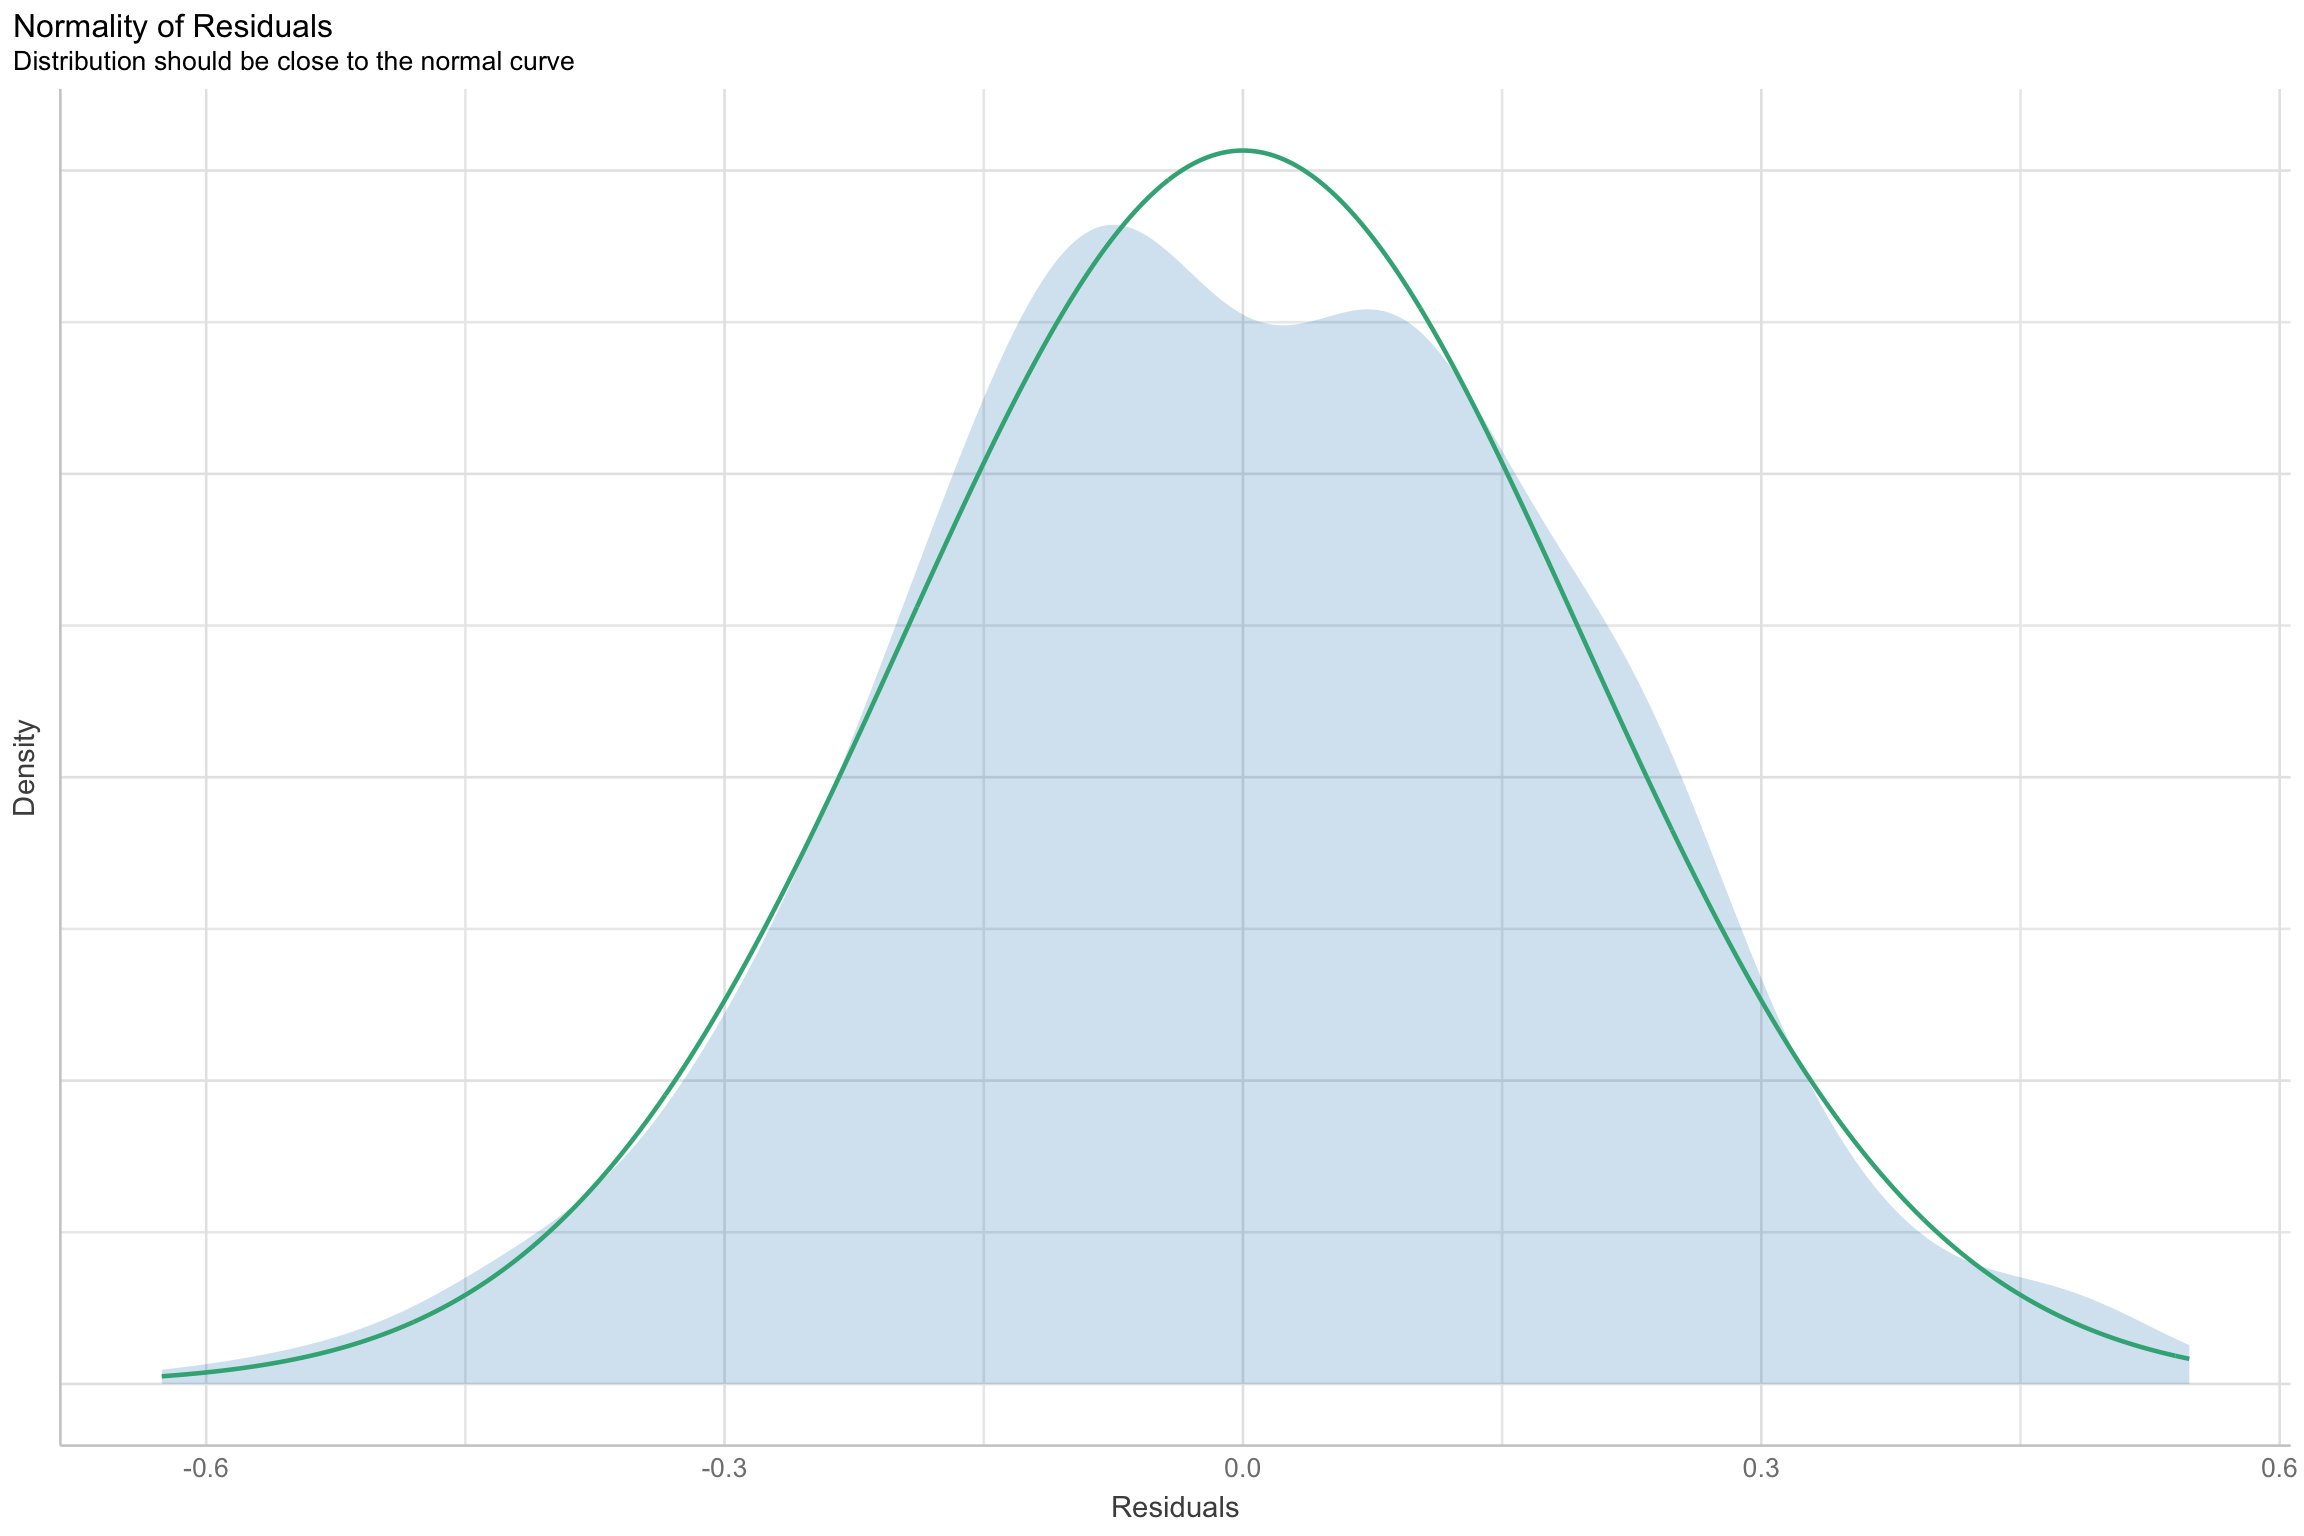 Normality of Residuals
Distribution should be close to the normal curve
Density
-0.6
-0.3
0.0
0.3
0.6
Residuals